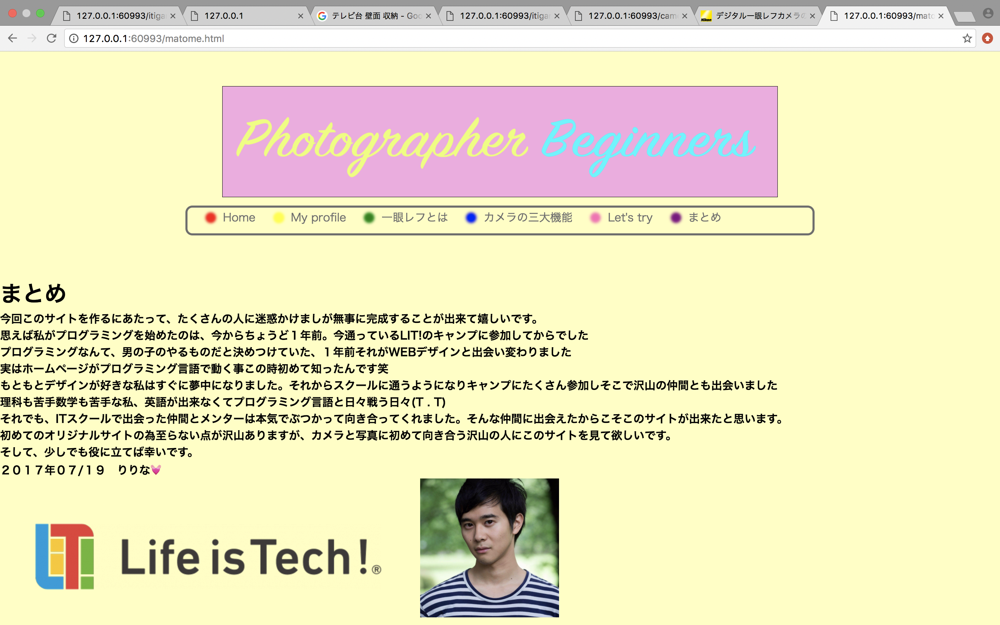 127.0.0.1:60993/itiga
127.0.0.1
テレビ台 壁面 収納 - Goo
127.0.0.1:60993/itiga
127.0.0.1:60993/cam
Nikon
デジタル一眼レフカメラの
127.0.0.1:60993/mato
127.0.0.1:60993/matome.html
Photographer Beginners
Home My profile 一眼レフとは カメラの三大機能 Let's try まとめ
まとめ
今回このサイトを作るにあたって、たくさんの人に迷惑かけましが無事に完成することが出来て嬉しいです。
思えば私がプログラミングを始めたのは、今からちょうど１年前。今通っているLIT!のキャンプに参加してからでした
プログラミングなんて、男の子のやるものだと決めつけていた、１年前それがWEBデザインと出会い変わりました
実はホームページがプログラミング言語で動く事この時初めて知ったんです笑
もともとデザインが好きな私はすぐに夢中になりました。それからスクールに通うようになりキャンプにたくさん参加しそこで沢山の仲間とも出会いました
理科も苦手数学も苦手な私、英語が出来なくてプログラミング言語と日々戦う日々(T . T)
それでも、ITスクールで出会った仲間とメンターは本気でぶつかって向き合ってくれました。そんな仲間に出会えたからこそこのサイトが出来たと思います。
初めてのオリジナルサイトの為至らない点が沢山ありますが、カメラと写真に初めて向き合う沢山の人にこのサイトを見て欲しいです。
そして、少しでも役に立てば幸いです。
２０１７年０７/１９　りりな💓
LiT!
Life is Tech!®